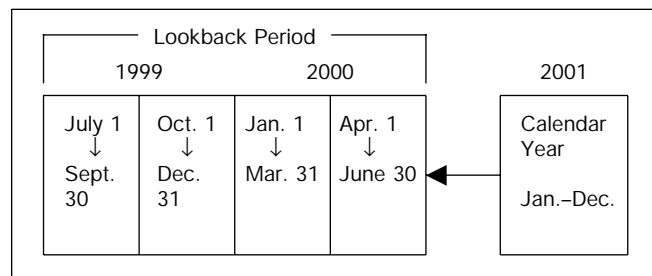 Lookback Period
1999 2000 2001
July 1
↓
Sept.
30
Oct. 1
↓
Dec.
31
Jan. 1
↓
Mar. 31
Apr. 1
↓
June 30
Calendar
Year
Jan.–Dec.